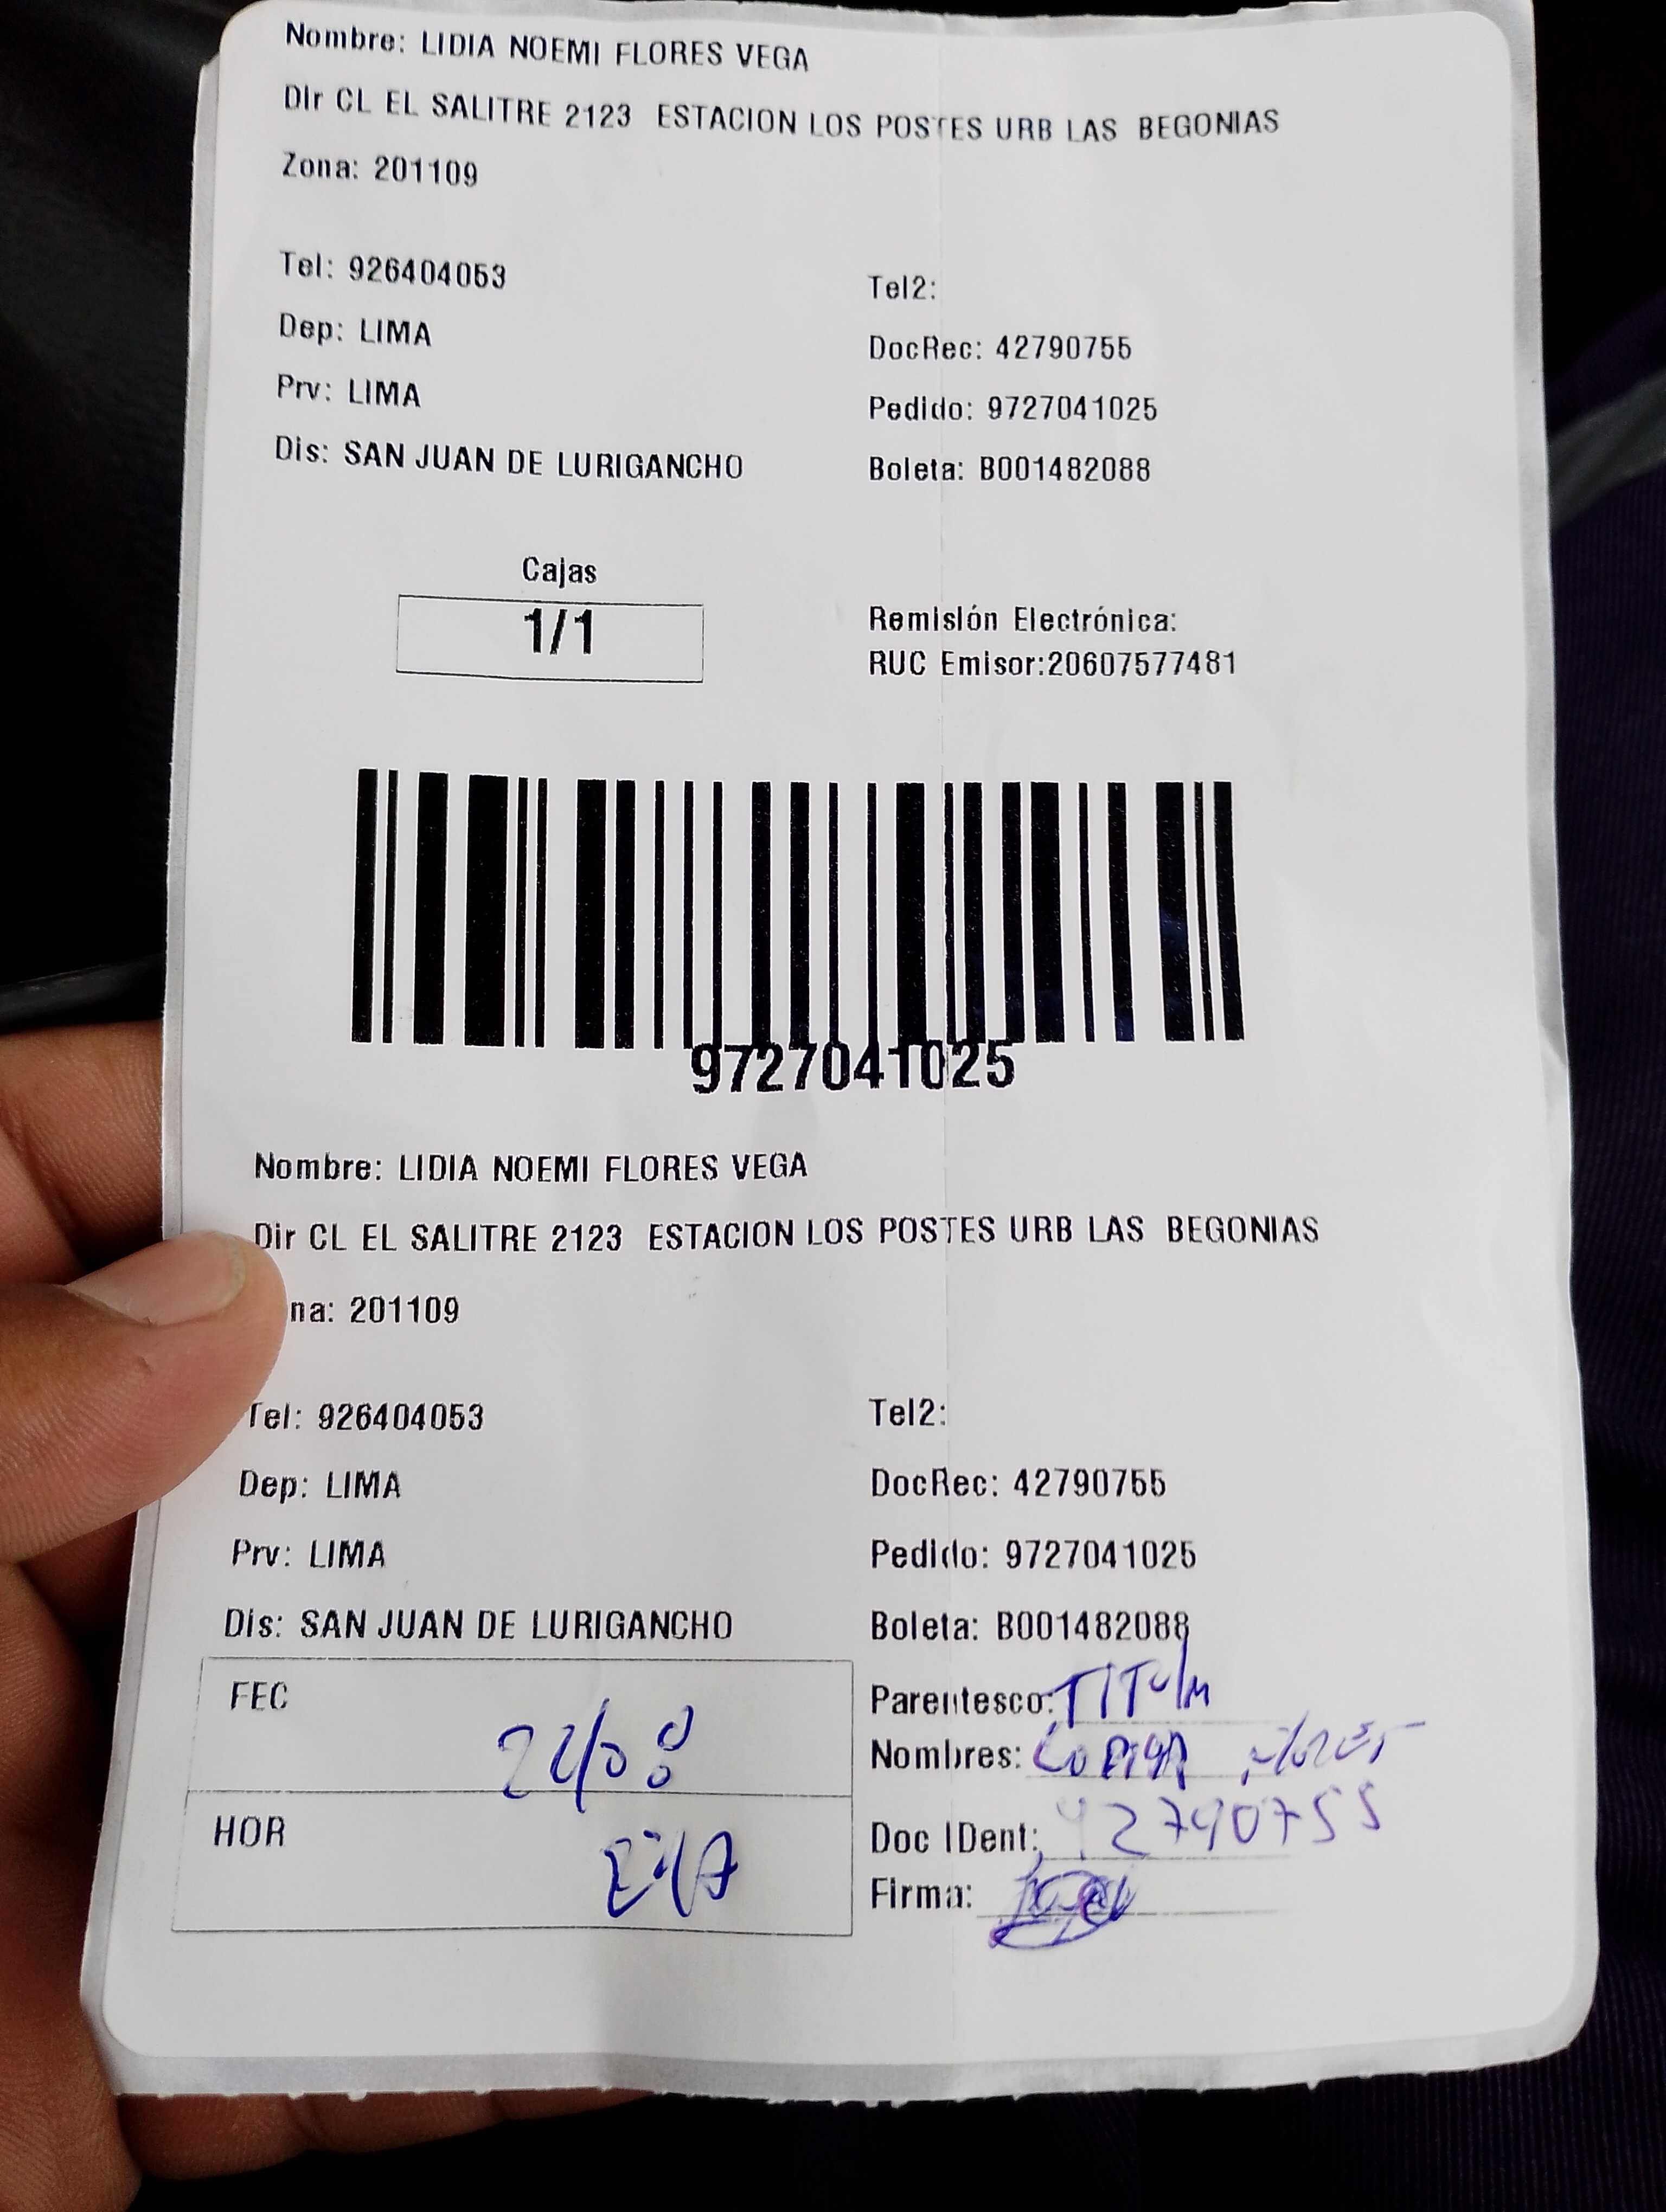 Nombre: LIDIA NOEMI FLORES VEGA
Dir CL EL SALITRE 2123 ESTACION LOS POSTES URB LAS BEGONIAS
Zona: 201109
Tel: 926404053
Tel2:
Dep: LIMA
DocRec: 42790755
Prv: LIMA
Pedido: 9727041025
Dis: SAN JUAN DE LURIGANCHO
Boleta: B001482088
Cajas
1/1
Remisión Electrónica:
RUC Emisor:20607577481
9727041025
Nombre: LIDIA NOEMI FLORES VEGA
Dir CL EL SALITRE 2123 ESTACION LOS POSTES URB LAS BEGONIAS
na: 201109
Tel: 926404053
Tel2:
Dep: LIMA
DocRec: 42790755
Prv: LIMA
Pedido: 9727041025
Dis: SAN JUAN DE LURIGANCHO
Boleta: B001482088
FEC
Parentesco:
Nombres:
HOR
Doc IDent: 42790755
Firma: